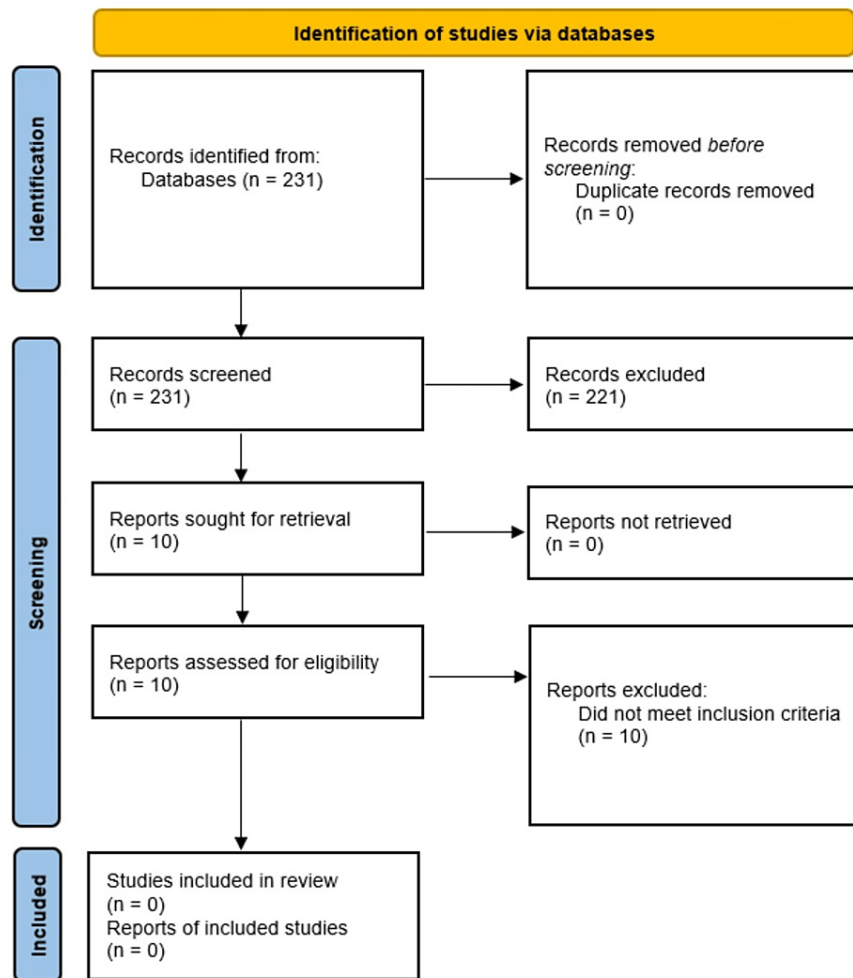 Identification of studies via databases
Identification
Records identified from:
Databases (n = 231)
Records removed before
screening:
Duplicate records removed
(n = 0)
Screening
Records screened
(n = 231)
Records excluded
(n = 221)
Reports sought for retrieval
(n = 10)
Reports not retrieved
(n = 0)
Reports assessed for eligibility
(n = 10)
Reports excluded:
Did not meet inclusion criteria
(n = 10)
Included
Studies included in review
(n = 0)
Reports of included studies
(n = 0)